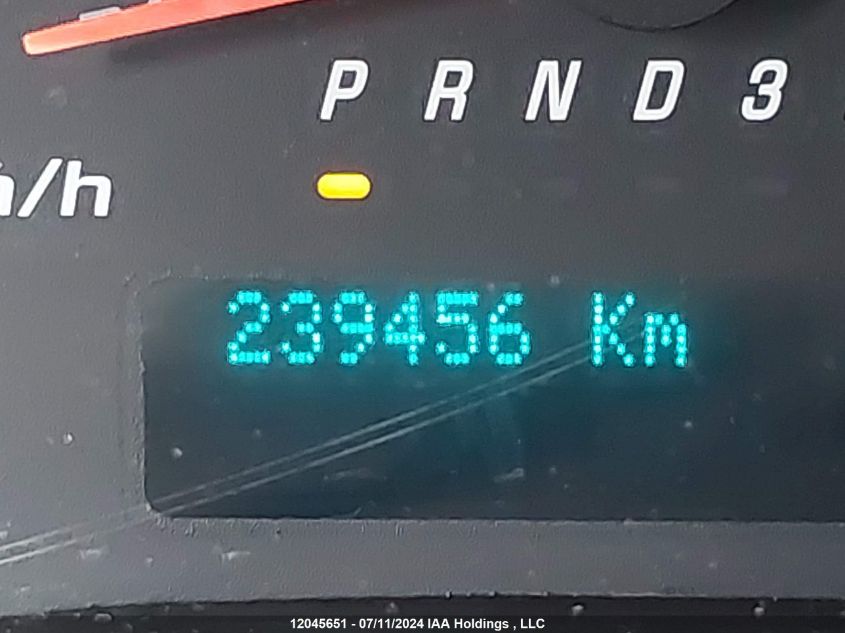 P R N D 3
/h
239456 Km
12045651 - 07/11/2024 IAA Holdings , LLC